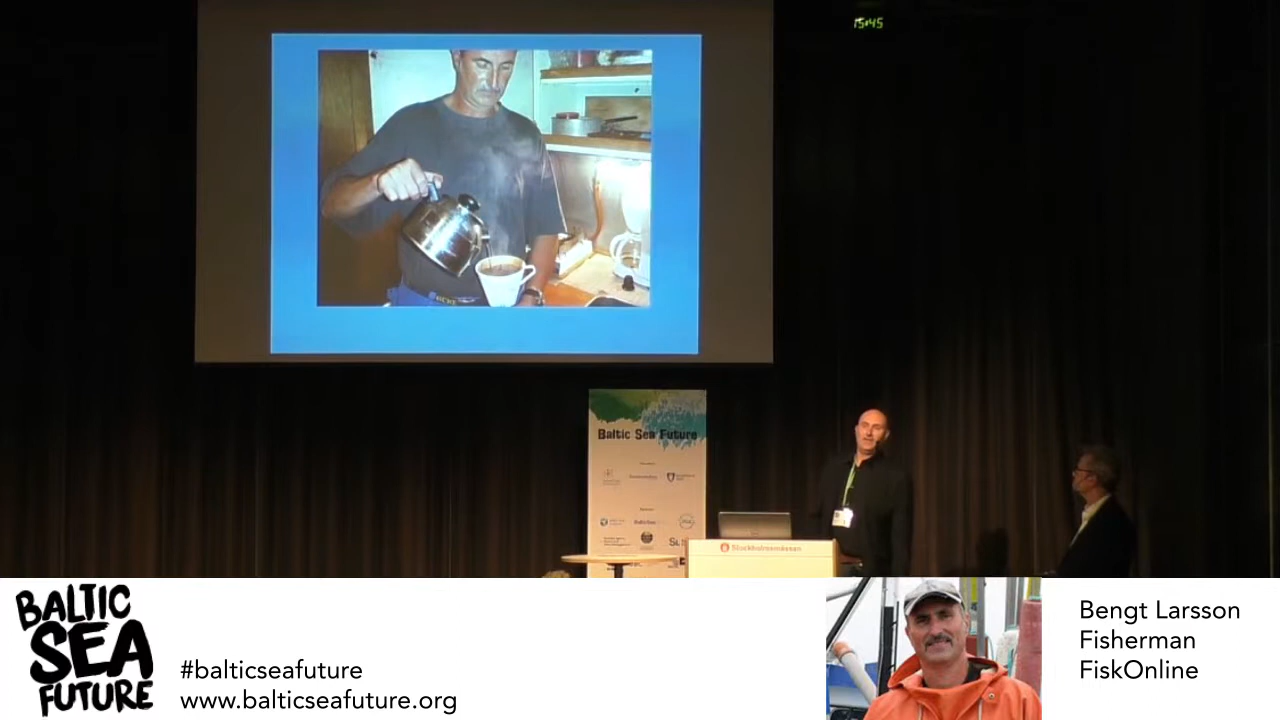 15:45
Baltic Sea Future
Stockholmsmässan
BALTIC
SEA
FUTURE
#balticseafuture
www.balticseafuture.org
Bengt Larsson
Fisherman
FiskOnline